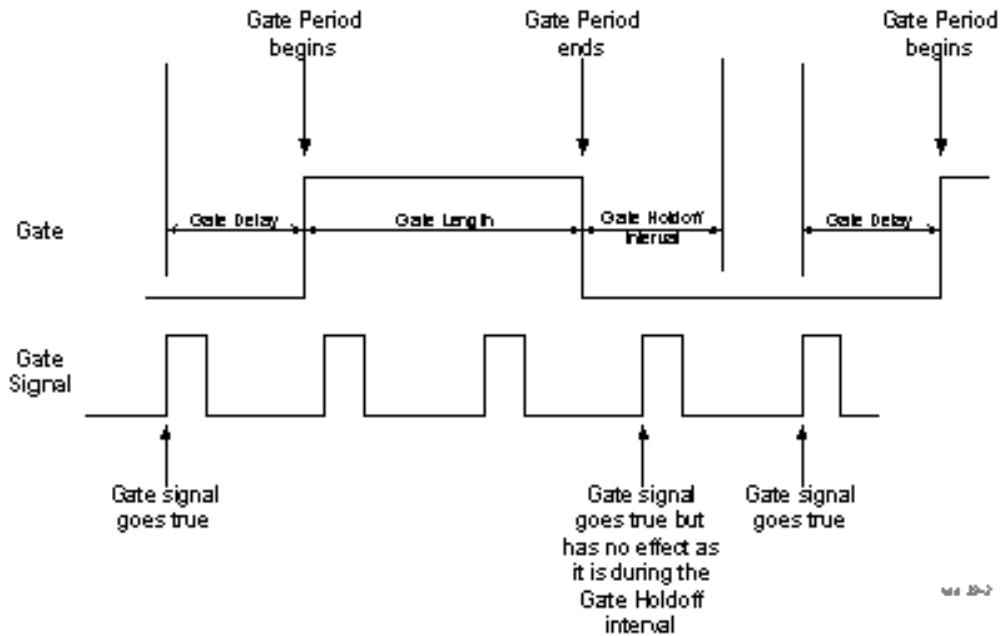 Gate Period
begins
Gate Period
ends
Gate Period
begins
Gate
Gate Delay
Gate Length
Gate Holdoff
Interval
Gate Delay
Gate
Signal
Gate signal
goes true
Gate signal
goes true but
has no effect as
it is during the
Gate Holdoff
interval
Gate signal
goes true